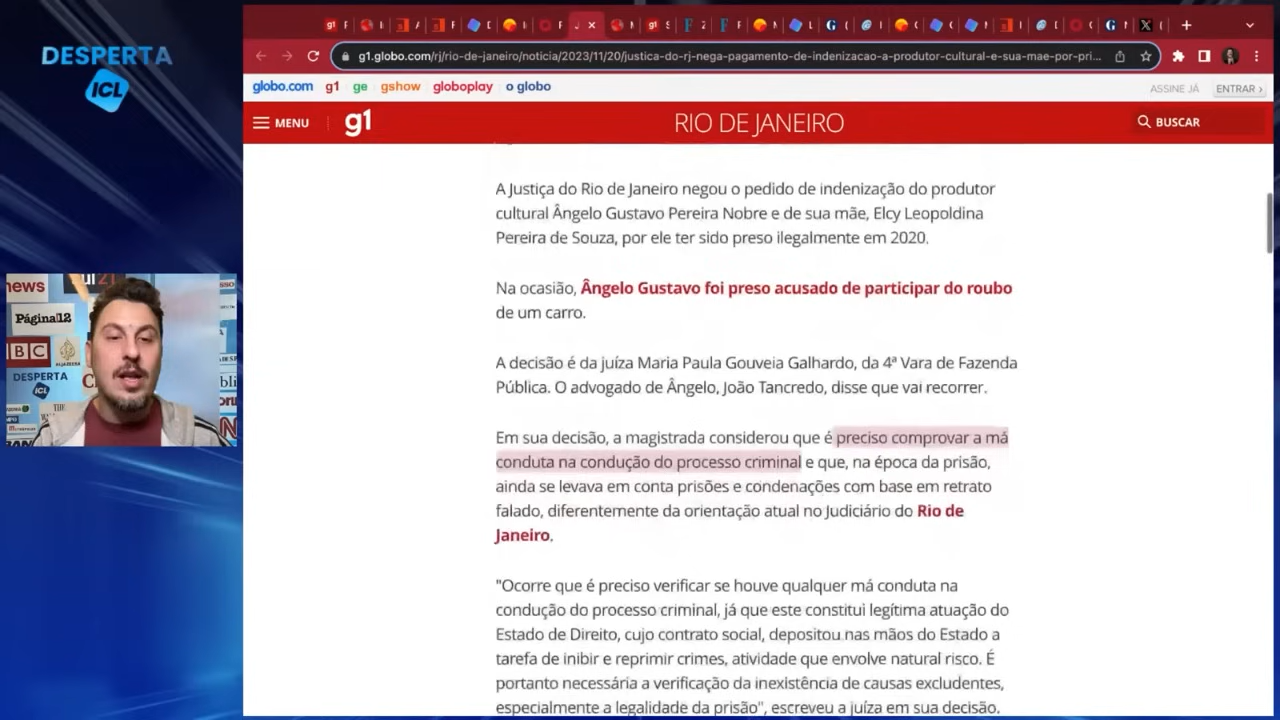 DESPERTA
ICL
g1.globo.com/rj/rio-de-janeiro/noticia/2023/11/20/justica-do-rj-nega-pagamento-de-indenizacao-a-produtor-cultural-e-sua-mae-por-pri...
globo.com g1 ge gshow globoplay o globo
ASSINE JÁ ENTRAR ›
MENU g1 RIO DE JANEIRO BUSCAR
A Justiça do Rio de Janeiro negou o pedido de indenização do produtor
cultural Ângelo Gustavo Pereira Nobre e de sua mãe, Elcy Leopoldina
Pereira de Souza, por ele ter sido preso ilegalmente em 2020.
Na ocasião, Ângelo Gustavo foi preso acusado de participar do roubo
de um carro.
A decisão é da juíza Maria Paula Gouveia Galhardo, da 4ª Vara de Fazenda
Pública. O advogado de Ângelo, João Tancredo, disse que vai recorrer.
Em sua decisão, a magistrada considerou que é preciso comprovar a má
conduta na condução do processo criminal e que, na época da prisão,
ainda se levava em conta prisões e condenações com base em retrato
falado, diferentemente da orientação atual no Judiciário do Rio de
Janeiro.
"Ocorre que é preciso verificar se houve qualquer má conduta na
condução do processo criminal, já que este constitui legítima atuação do
Estado de Direito, cujo contrato social, depositou nas mãos do Estado a
tarefa de inibir e reprimir crimes, atividade que envolve natural risco. É
portanto necessária a verificação da inexistência de causas excludentes,
especialmente a legalidade da prisão", escreveu a juíza em sua decisão.
news
Página12
BBC
ALJAZEERA
DESPERTA
ICL